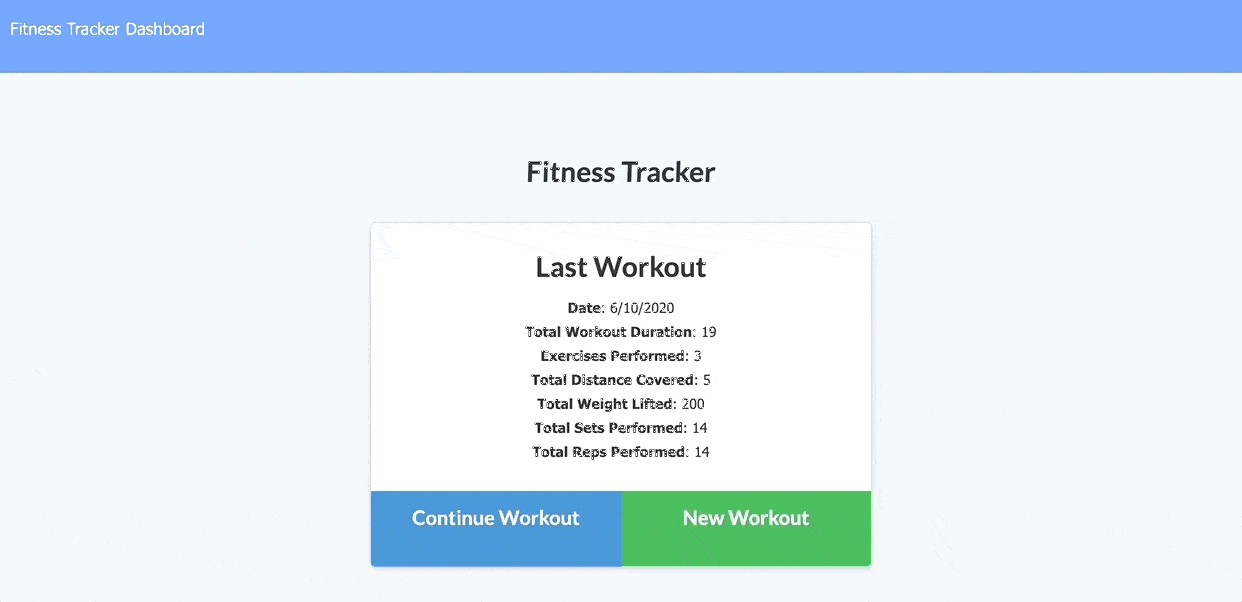 Fitness Tracker Dashboard
Fitness Tracker
Last Workout
Date: 6/10/2020
Total Workout Duration: 19
Exercises Performed: 3
Total Distance Covered: 5
Total Weight Lifted: 200
Total Sets Performed: 14
Total Reps Performed: 14
Continue Workout New Workout